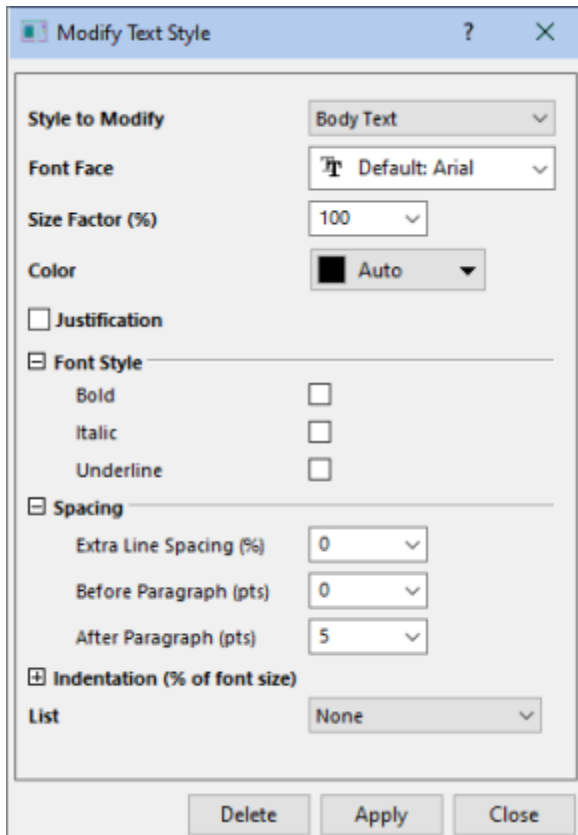 Modify Text Style ?
Style to Modify Body Text
Font Face Default: Arial
Size Factor (%) 100
Color Auto
Justification
Font Style
Bold
Italic
Underline
Spacing
Extra Line Spacing (%) 0
Before Paragraph (pts) 0
After Paragraph (pts) 5
Indentation (% of font size)
List None
Delete Apply Close